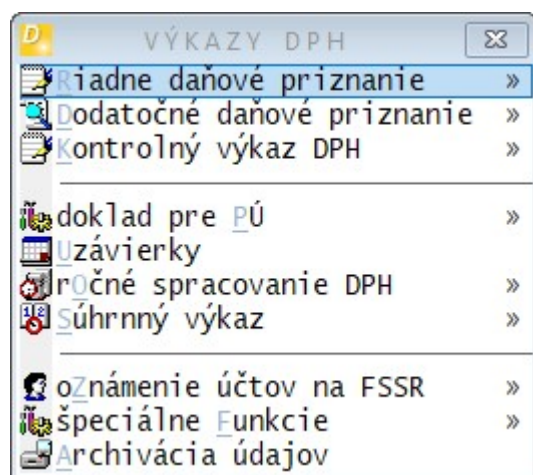 D VÝKAZY DPH
Riadne daňové priznanie »
Dodatočné daňové priznanie »
Kontrolný výkaz DPH »
doklad pre PÚ »
Uzávierky
rOčné spracovanie DPH »
Súhrnný výkaz »
oZnámenie účtov na FSSR »
špeciálne Funkcie »
Archivácia údajov